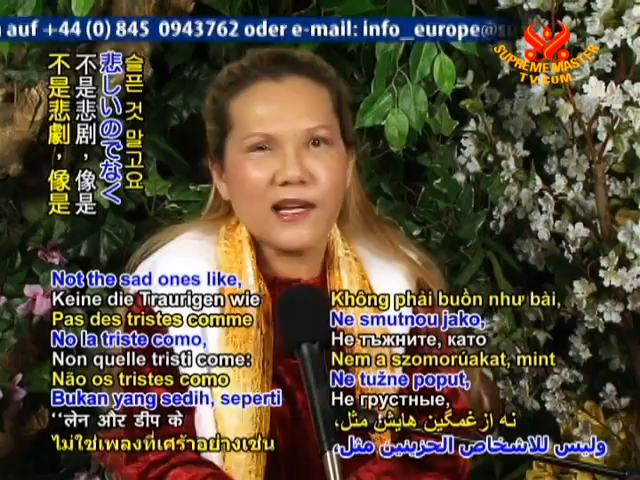 auf +44 (0) 845 0943762 oder e-mail: info_europe@
SUPREME MASTER
TV.COM
슬픈 것 말고요
悲しいのでなく
不是悲剧，像是
不是悲劇，像是
Not the sad ones like,
Keine die Traurigen wie
Pas des tristes comme
No la triste como,
Non quelle tristi come:
Não os tristes como
Bukan yang sedih, seperti
‘‘लेन और डीप के
ไม่ใช่เพลงที่เศร้าอย่างเช่น
Không phải buồn như bài,
Ne smutnou jako,
Не тъжните, като
Nem a szomorúakat, mint
Ne tužne poput,
Не грустные,
نه از غمگین هایش مثل،
وليس للاشخاص الحزينين مثل،